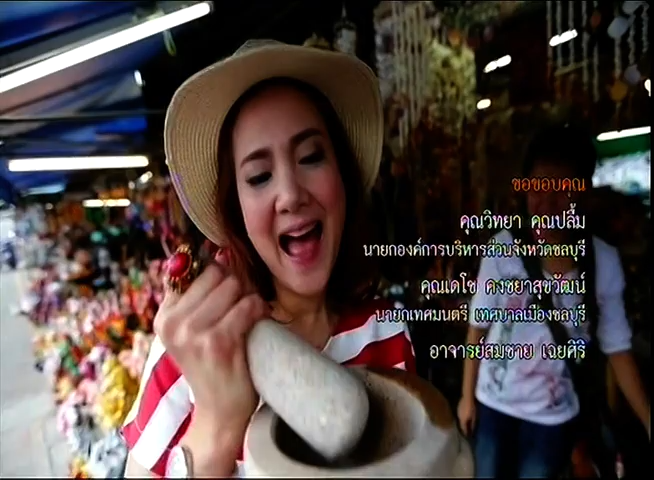 ขอขอบคุณ
คุณวิทยา คุณปลื้ม
นายกองค์การบริหารส่วนจังหวัดชลบุรี
คุณเดโช คงชยาสุขวัฒน์
นายกเทศมนตรี เทศบาลเมืองชลบุรี
อาจารย์สมชาย เฉยศิริ